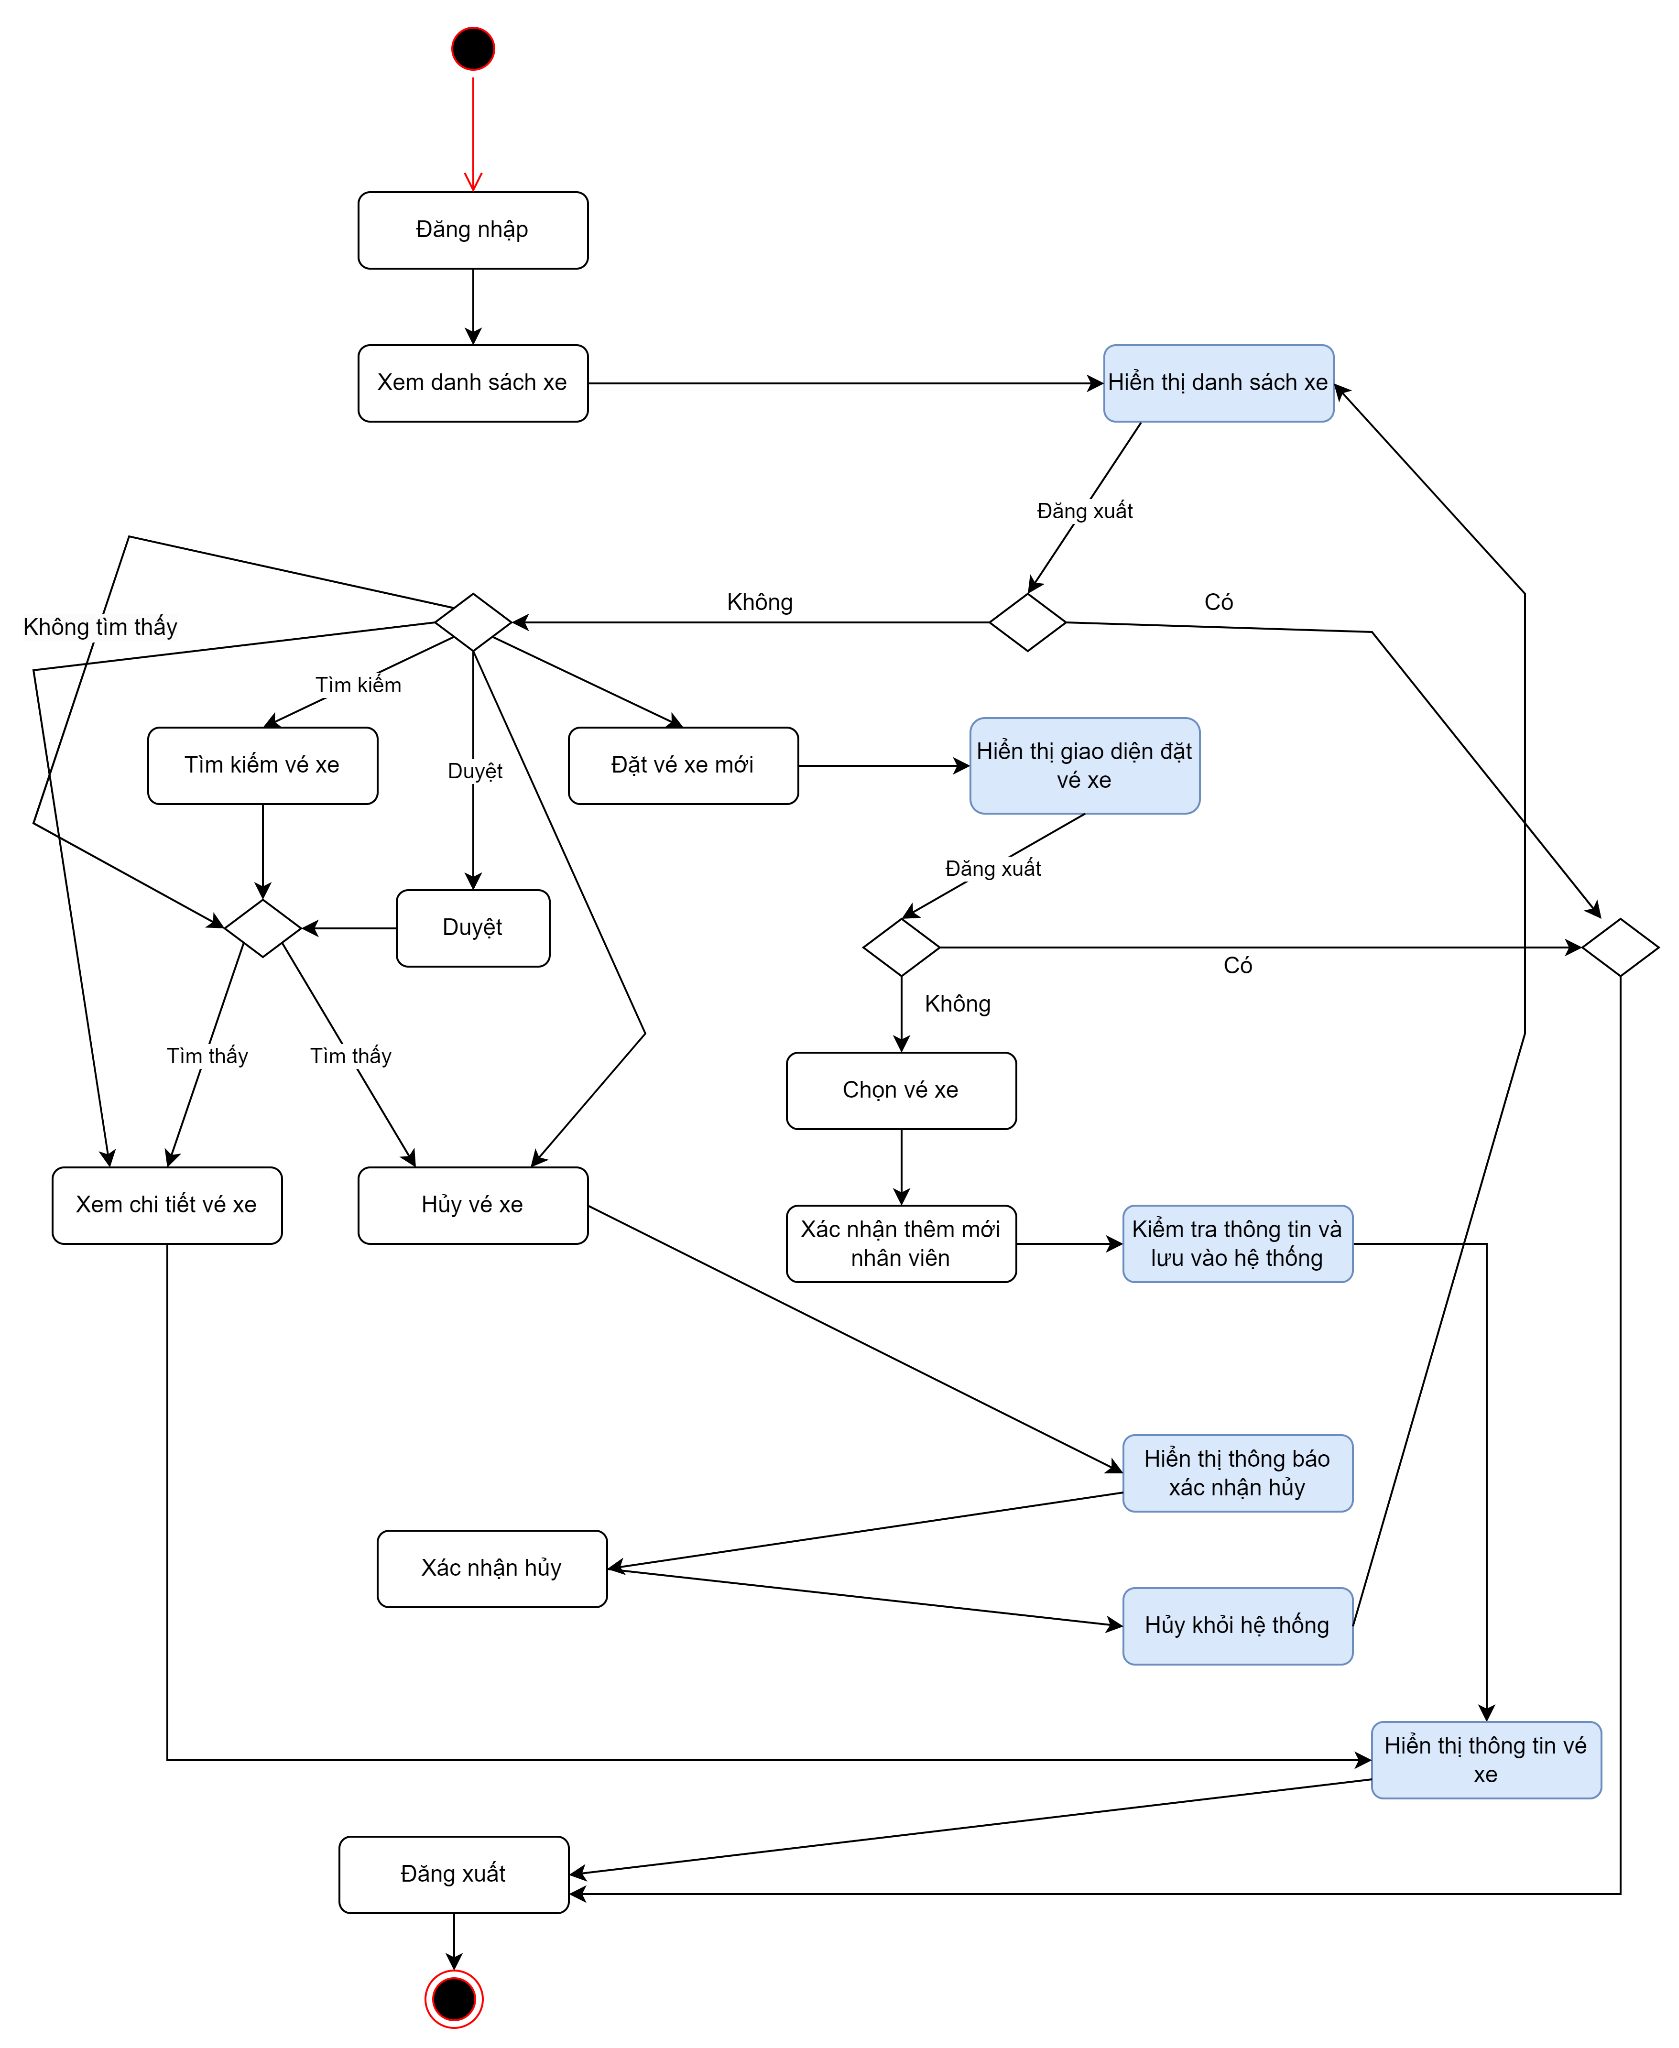 Đăng nhập
Xem danh sách xe
Hiển thị danh sách xe
Đăng xuất
Không
Có
Không tìm thấy
Tìm kiếm
Tìm kiếm vé xe
Duyệt
Đặt vé xe mới
Hiển thị giao diện đặt
vé xe
Đăng xuất
Duyệt
Có
Không
Tìm thấy
Tìm thấy
Chọn vé xe
Xem chi tiết vé xe
Hủy vé xe
Xác nhận thêm mới
nhân viên
Kiểm tra thông tin và
lưu vào hệ thống
Hiển thị thông báo
xác nhận hủy
Xác nhận hủy
Hủy khỏi hệ thống
Hiển thị thông tin vé
xe
Đăng xuất